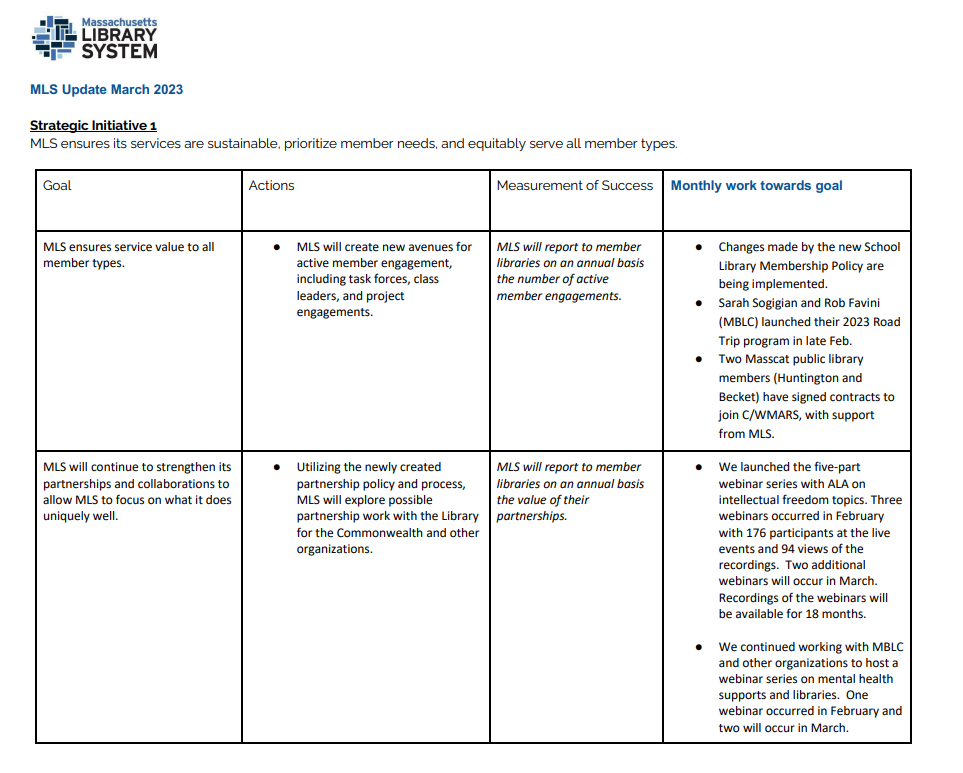 Massachusetts
LIBRARY
SYSTEM
MLS Update March 2023
Strategic Initiative 1
MLS ensures its services are sustainable, prioritize member needs, and equitably serve all member types.
Goal
Actions
Measurement of Success
Monthly work towards goal
MLS ensures service value to all
member types.
● MLS will create new avenues for
active member engagement,
including task forces, class
leaders, and project
engagements.
MLS will report to member
libraries on an annual basis
the number of active
member engagements.
● Changes made by the new School
Library Membership Policy are
being implemented.
● Sarah Sogigian and Rob Favini
(MBLC) launched their 2023 Road
Trip program in late Feb.
● Two Masscat public library
members (Huntington and
Becket) have signed contracts to
join C/WMARS, with support
from MLS.
MLS will continue to strengthen its
partnerships and collaborations to
allow MLS to focus on what it does
uniquely well.
● Utilizing the newly created
partnership policy and process,
MLS will explore possible
partnership work with the Library
for the Commonwealth and other
organizations.
MLS will report to member
libraries on an annual basis
the value of their
partnerships.
● We launched the five-part
webinar series with ALA on
intellectual freedom topics. Three
webinars occurred in February
with 176 participants at the live
events and 94 views of the
recordings.  Two additional
webinars will occur in March.
Recordings of the webinars will
be available for 18 months.
● We continued working with MBLC
and other organizations to host a
webinar series on mental health
supports and libraries.  One
webinar occurred in February and
two will occur in March.